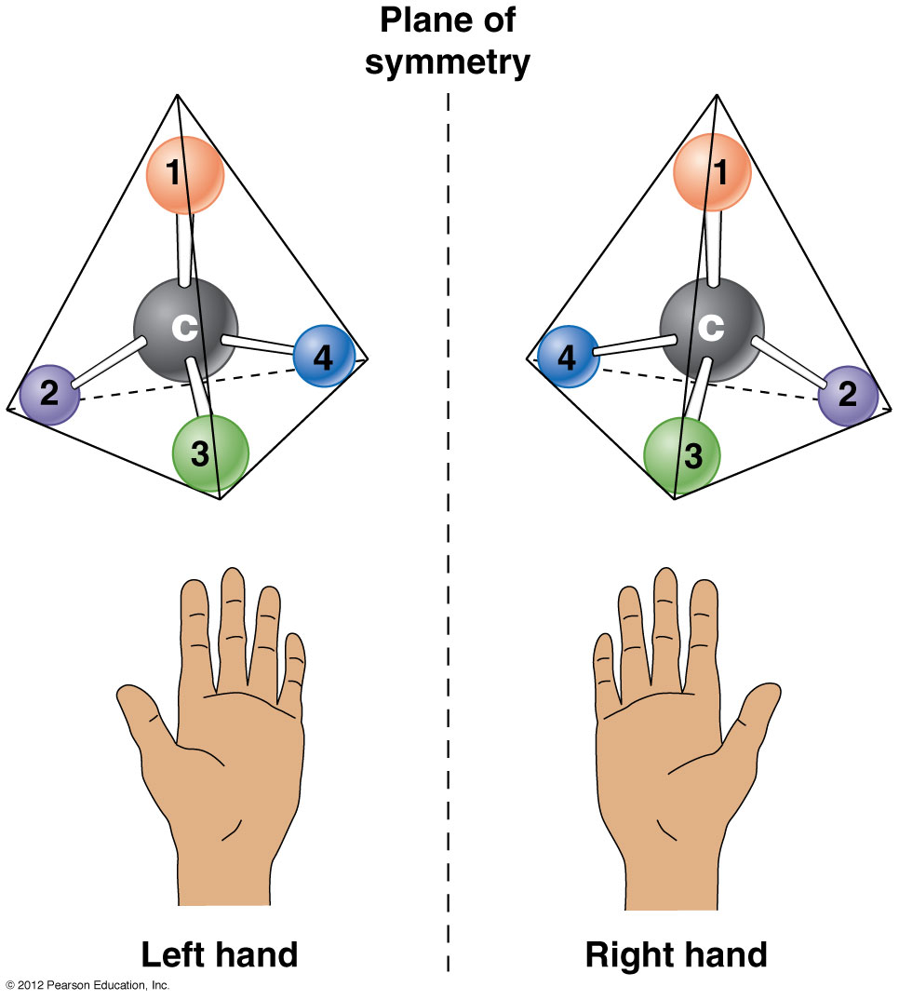 Plane of
symmetry
1
C
2
4
3
1
C
4
2
3
Left hand
Right hand
© 2012 Pearson Education, Inc.